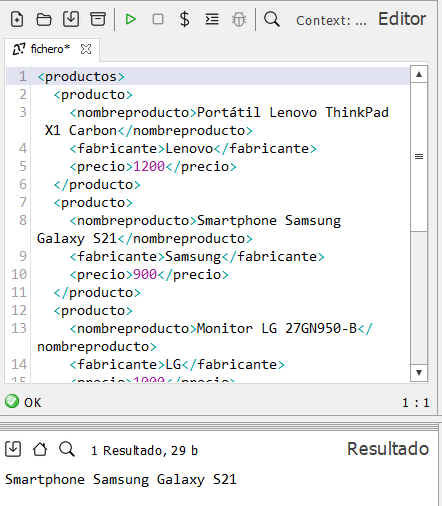 Context: ... Editor
fichero*
1 <productos>
2 <producto>
3 <nombreproducto>Portátil Lenovo ThinkPad
X1 Carbon</nombreproducto>
4 <fabricante>Lenovo</fabricante>
5 <precio>1200</precio>
6 </producto>
7 <producto>
8 <nombreproducto>Smartphone Samsung
Galaxy S21</nombreproducto>
9 <fabricante>Samsung</fabricante>
10 <precio>900</precio>
11 </producto>
12 <producto>
13 <nombreproducto>Monitor LG 27GN950-B</
nombreproducto>
14 <fabricante>LG</fabricante>
15 <precio>1000</precio>
OK 1 : 1
1 Resultado, 29 b Resultado
Smartphone Samsung Galaxy S21